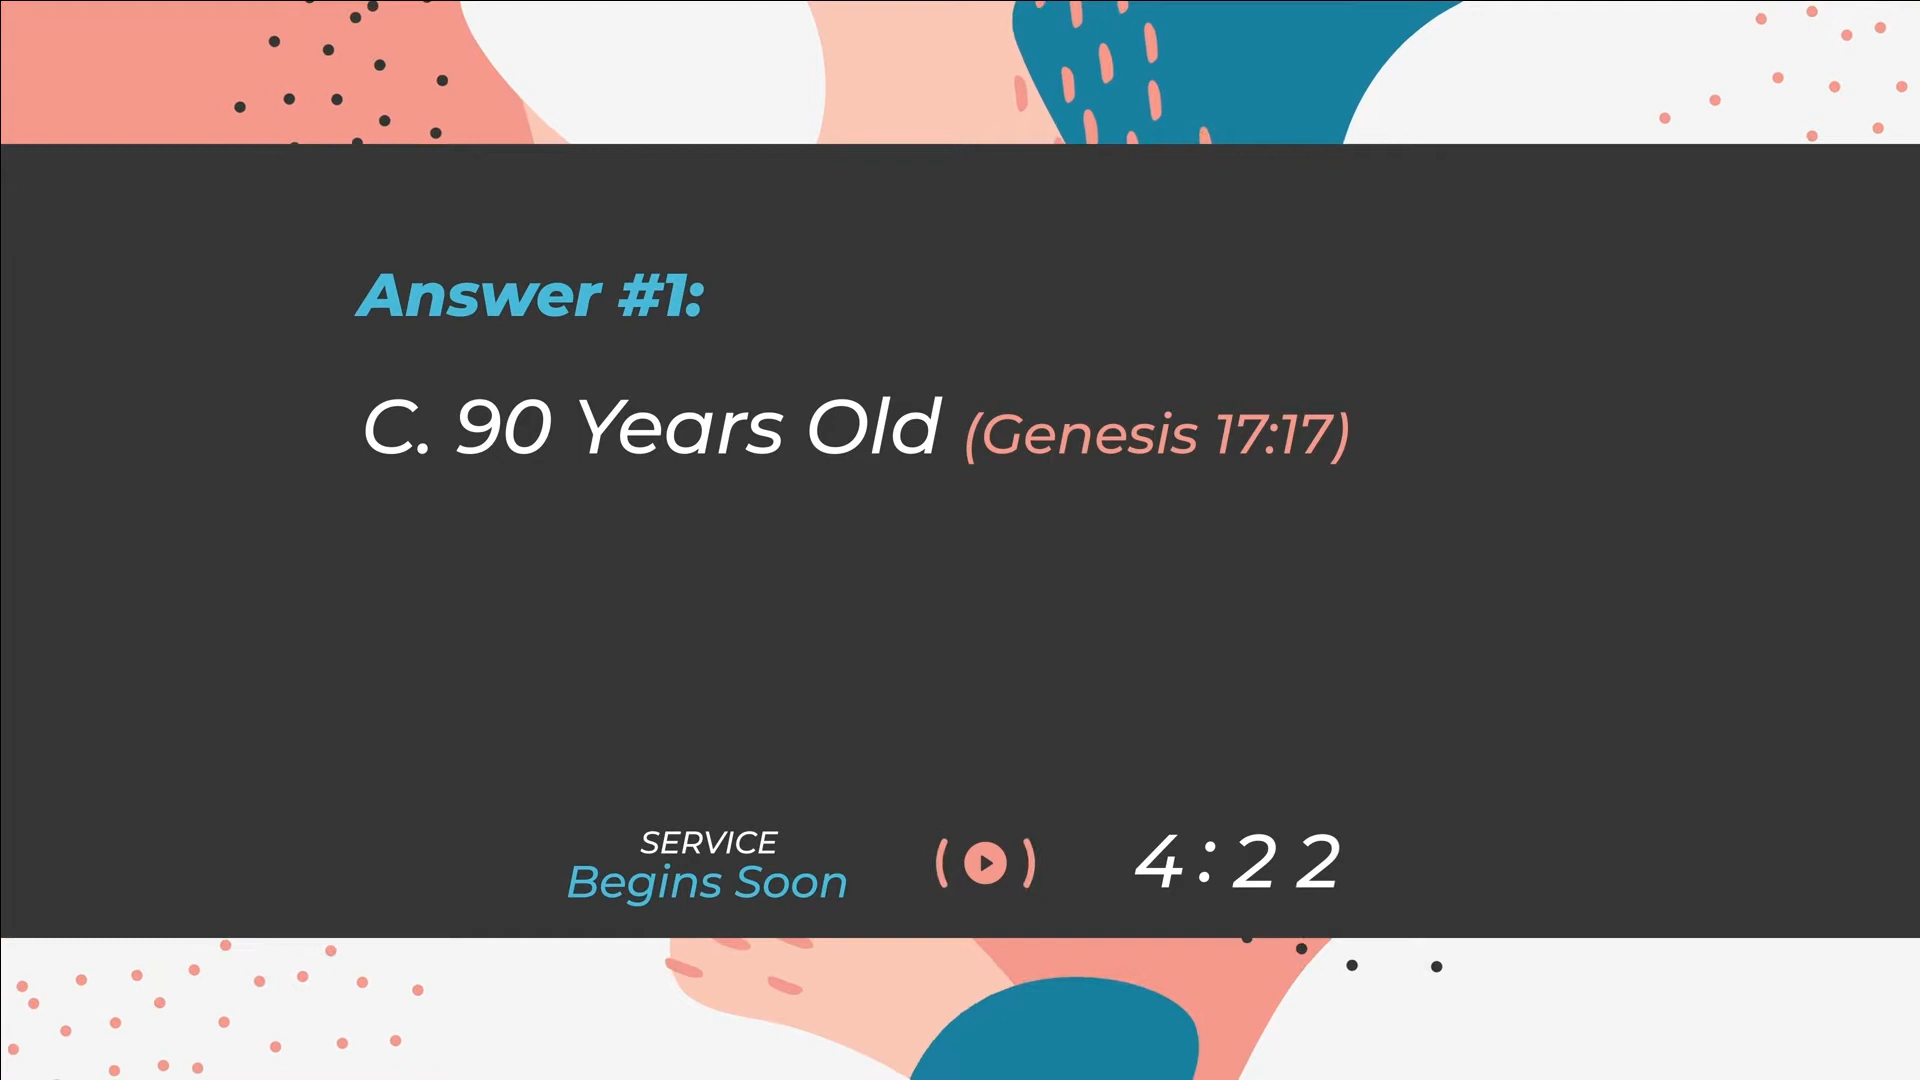 Answer #1:
C. 90 Years Old (Genesis 17:17)
SERVICE
Begins Soon
4:22